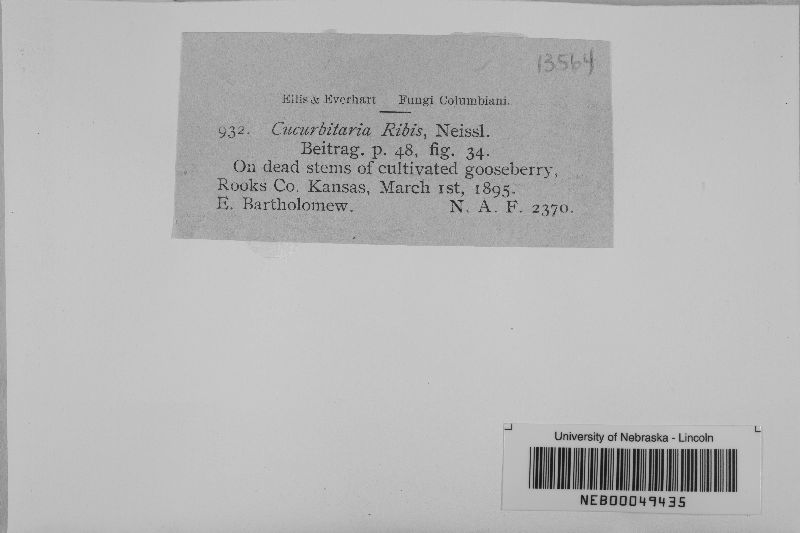 13564
Ellis & Everhart Fungi Columbiani.
932. Cucurbitaria Ribis, Neissl.
Beitrag. p. 48, fig. 34.
On dead stems of cultivated gooseberry,
Rooks Co. Kansas, March 1st, 1895.
E. Bartholomew. N. A. F. 2370.
University of Nebraska - Lincoln
NEB00049435